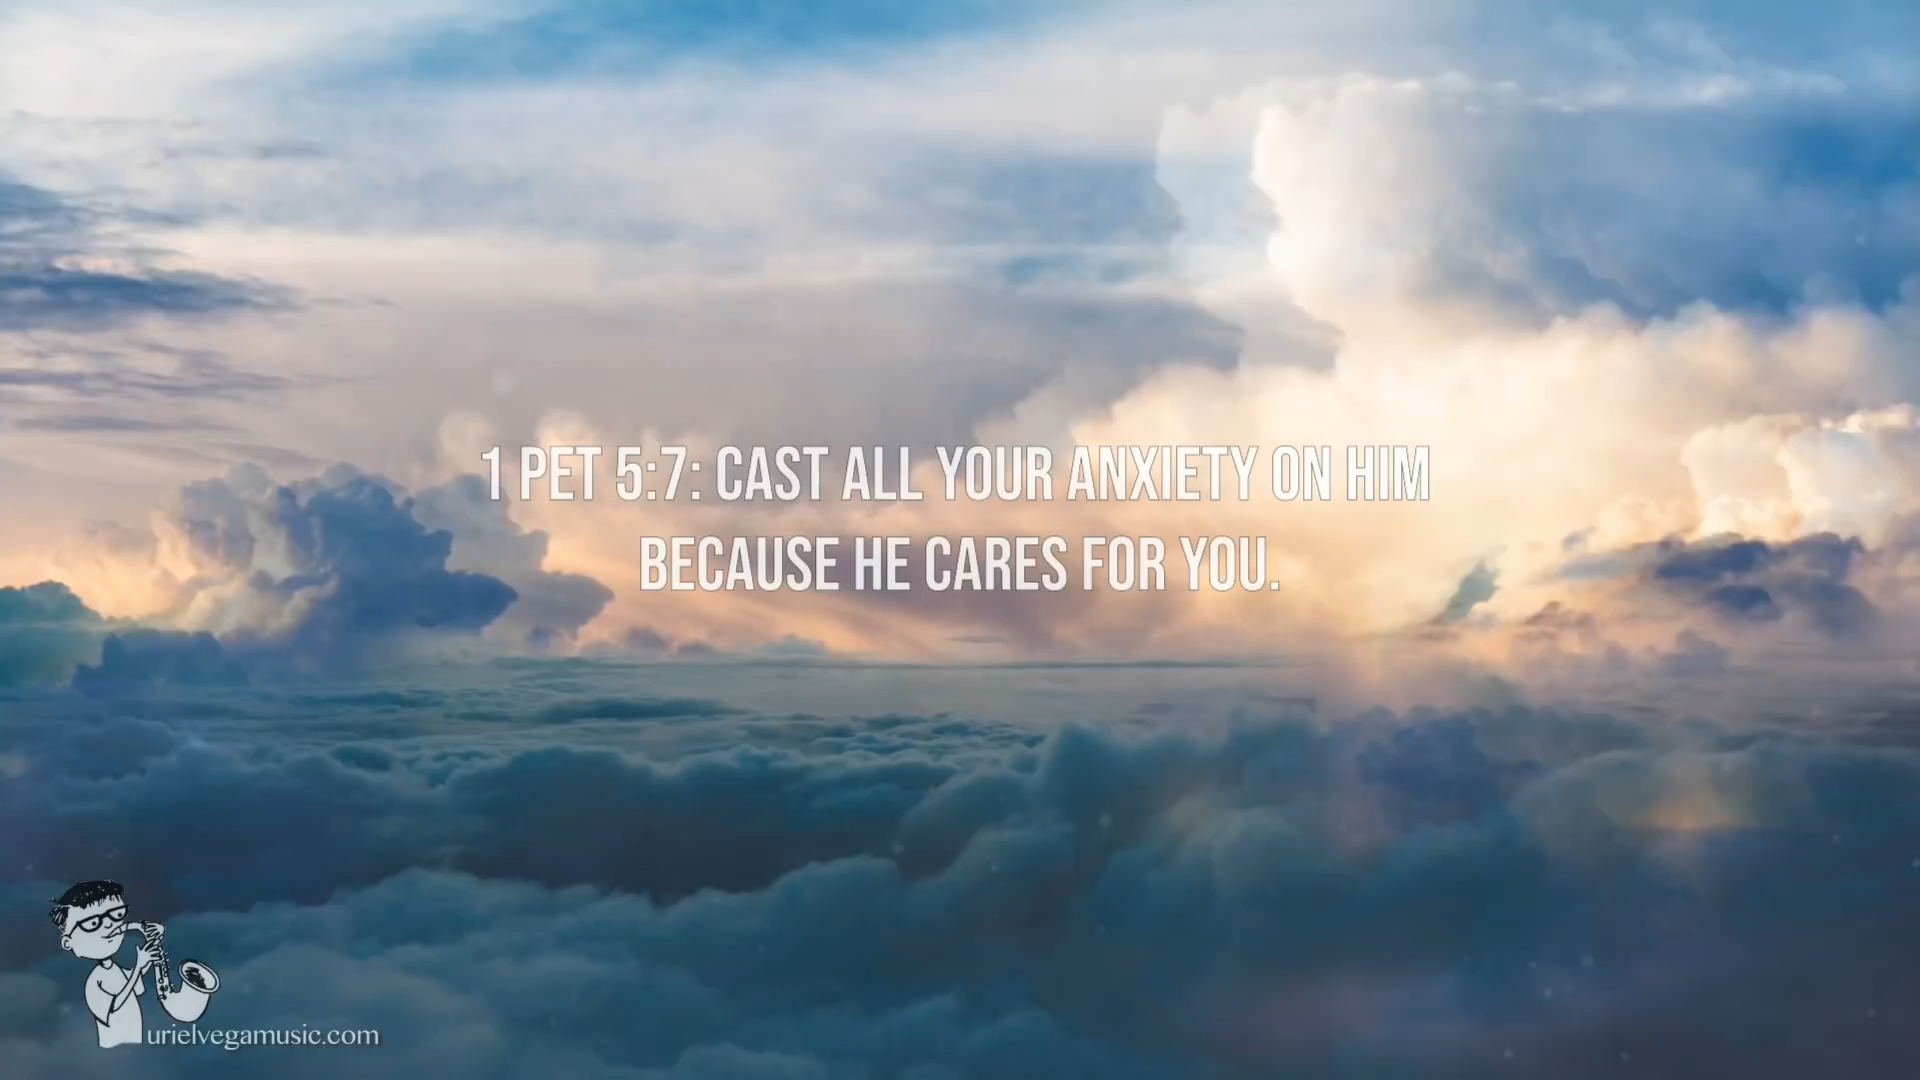 1 PET 5:7: CAST ALL YOUR ANXIETY ON HIM
BECAUSE HE CARES FOR YOU.
urielvegamusic.com